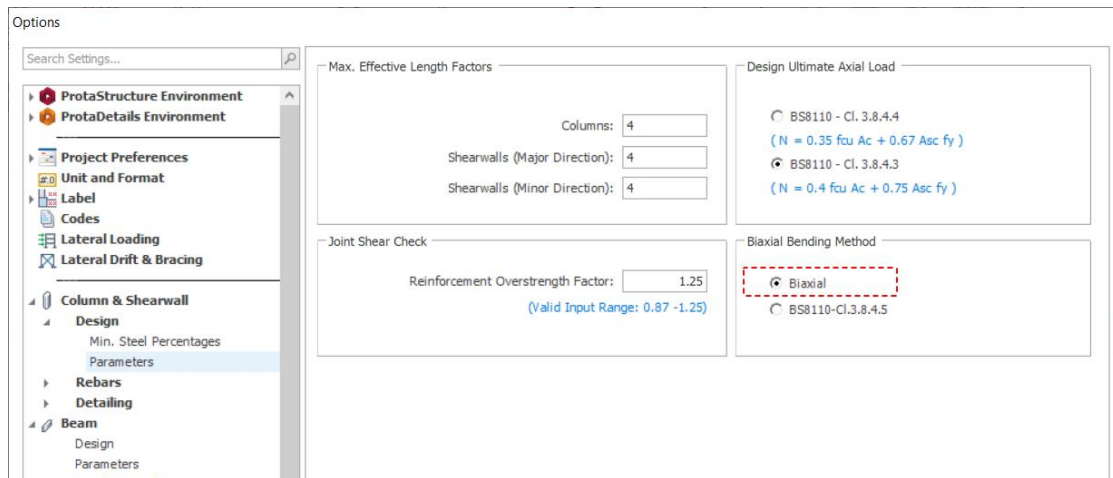 Options
Search Settings...
ProtaStructure Environment
ProtaDetails Environment
Project Preferences
Unit and Format
Label
Codes
Lateral Loading
Lateral Drift & Bracing
Column & Shearwall
Design
Min. Steel Percentages
Parameters
Rebars
Detailing
Beam
Design
Parameters
Max. Effective Length Factors
Columns: 4
Shearwalls (Major Direction): 4
Shearwalls (Minor Direction): 4
Design Ultimate Axial Load
BS8110 - Cl. 3.8.4.4
( N = 0.35 fcu Ac + 0.67 Asc fy )
BS8110 - Cl. 3.8.4.3
( N = 0.4 fcu Ac + 0.75 Asc fy )
Joint Shear Check
Reinforcement Overstrength Factor: 1.25
(Valid Input Range: 0.87 -1.25)
Biaxial Bending Method
Biaxial
BS8110-Cl.3.8.4.5